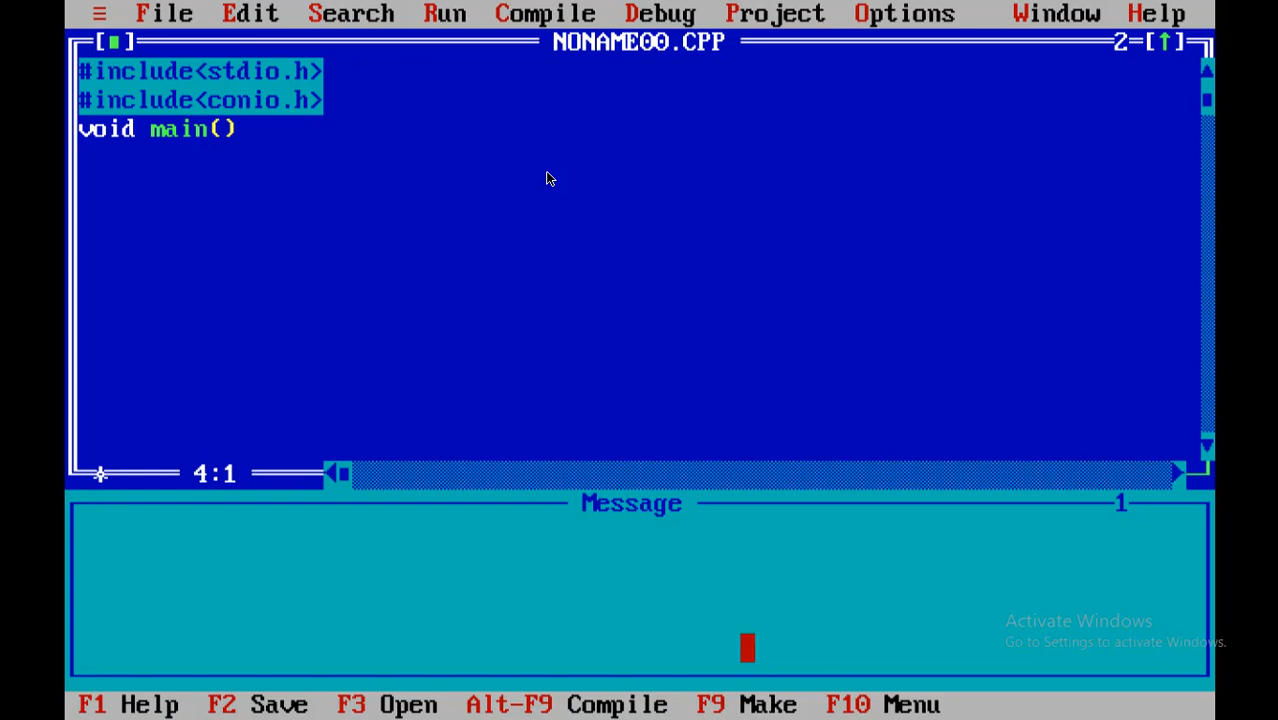 ≡ File Edit Search Run Compile Debug Project Options Window Help
[■] NONAME00.CPP 2=[↑]
#include<stdio.h>
#include<conio.h>
void main()
4:1
Message 1
Activate Windows
Go to Settings to activate Windows.
F1 Help F2 Save F3 Open Alt-F9 Compile F9 Make F10 Menu